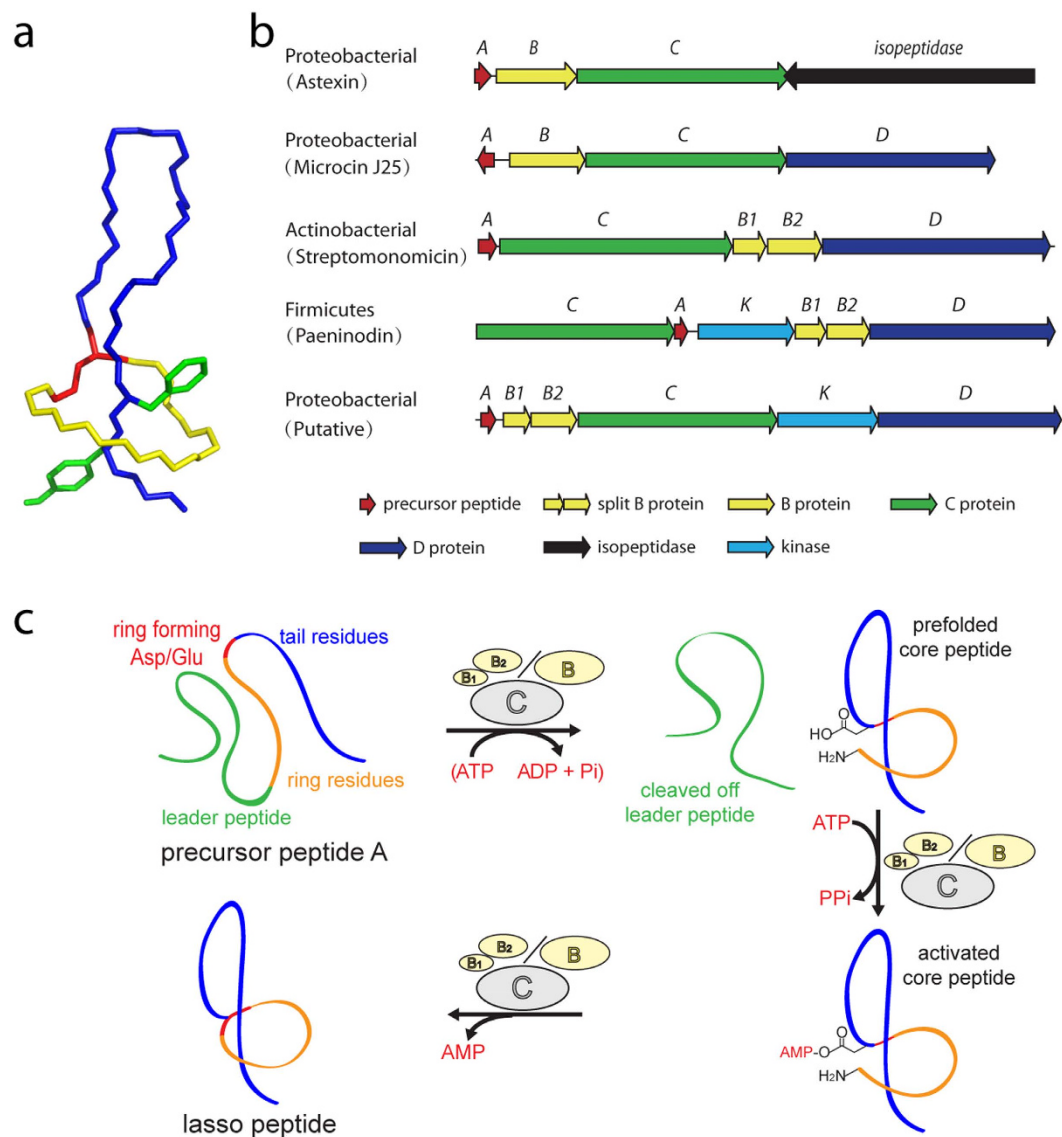 a
b
Proteobacterial
(Astexin)
A B C isopeptidase
Proteobacterial
(Microcin J25)
A B C D
Actinobacterial
(Streptomonomicin)
A C B1 B2 D
Firmicutes
(Paeninodin)
C A K B1 B2 D
Proteobacterial
(Putative)
A B1 B2 C K D
precursor peptide split B protein B protein C protein
D protein isopeptidase kinase
c
ring forming
Asp/Glu
tail residues
ring residues
leader peptide
precursor peptide A
B1 B2 / B
C
(ATP ADP + Pi)
cleaved off
leader peptide
prefolded
core peptide
HO O
H2N
ATP
PPi
B1 B2 / B
C
activated
core peptide
AMP-O O
H2N
B1 B2 / B
C
AMP
lasso peptide